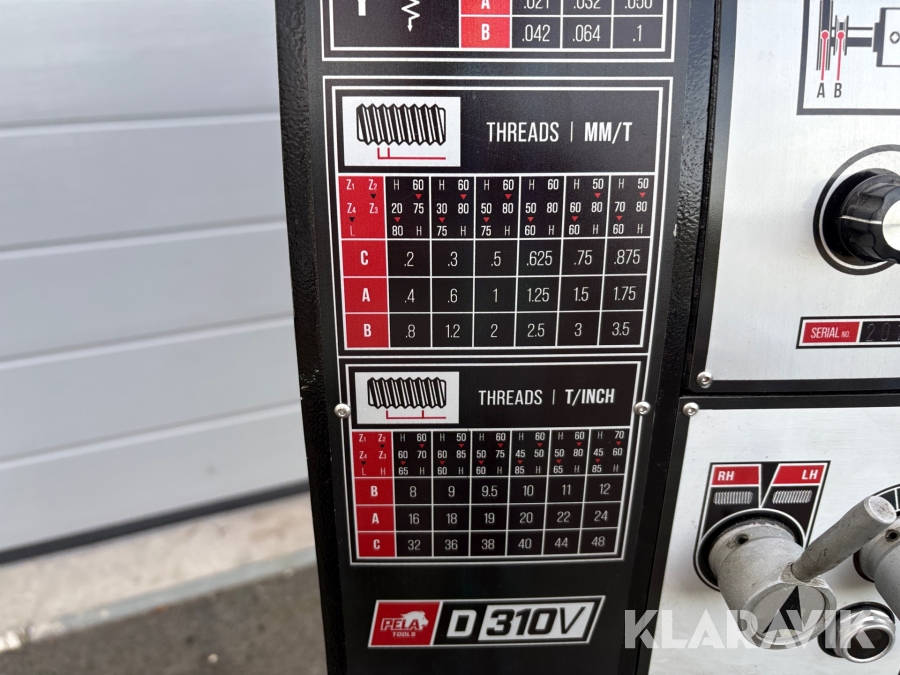 A .021 .032 .050
B .042 .064 .1
A B
THREADS | MM/T
Z1 Z2 H 60 H 60 H 60 H 60 H 50 H 50
Z4 Z3 20 75 30 80 50 80 50 80 60 80 70 80
L 80 H 75 H 75 H 60 H 60 H 60 H
C .2 .3 .5 .625 .75 .875
A .4 .6 1 1.25 1.5 1.75
B .8 1.2 2 2.5 3 3.5
SERIAL NO. 20
THREADS | T/INCH
Z1 Z2 H 60 H 50 H 60 H 60 H 60 H 70
Z4 Z3 60 70 60 85 50 75 45 50 50 80 45 60
L H 65 H 60 H 60 H 85 H 65 H 85 H
B 8 9 9.5 10 11 12
A 16 18 19 20 22 24
C 32 36 38 40 44 48
RH LH
PELA TOOLS D 310V
KLARAVIK